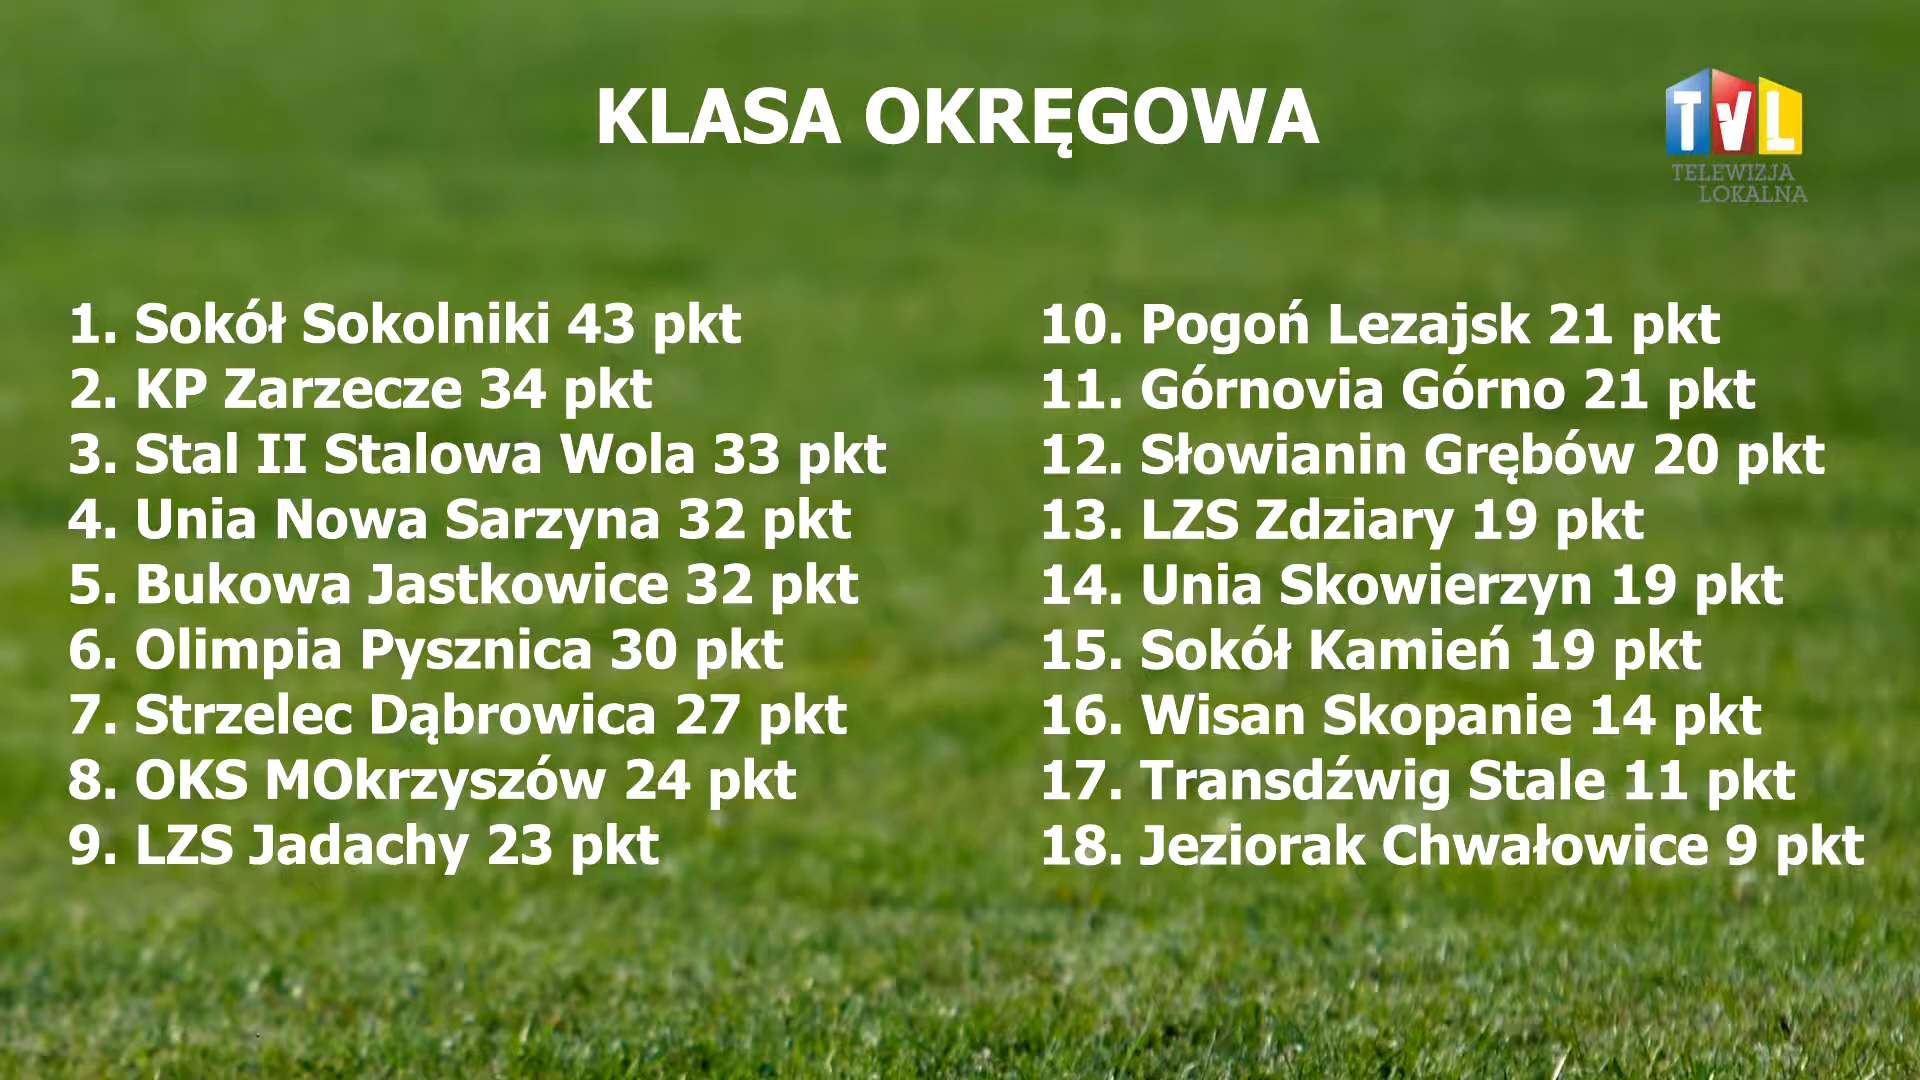 KLASA OKRĘGOWA
TVL
TELEWIZJA
LOKALNA
1. Sokół Sokolniki 43 pkt
2. KP Zarzecze 34 pkt
3. Stal II Stalowa Wola 33 pkt
4. Unia Nowa Sarzyna 32 pkt
5. Bukowa Jastkowice 32 pkt
6. Olimpia Pysznica 30 pkt
7. Strzelec Dąbrowica 27 pkt
8. OKS MOkrzyszów 24 pkt
9. LZS Jadachy 23 pkt
10. Pogoń Lezajsk 21 pkt
11. Górnovia Górno 21 pkt
12. Słowianin Grębów 20 pkt
13. LZS Zdziary 19 pkt
14. Unia Skowierzyn 19 pkt
15. Sokół Kamień 19 pkt
16. Wisan Skopanie 14 pkt
17. Transdźwig Stale 11 pkt
18. Jeziorak Chwałowice 9 pkt